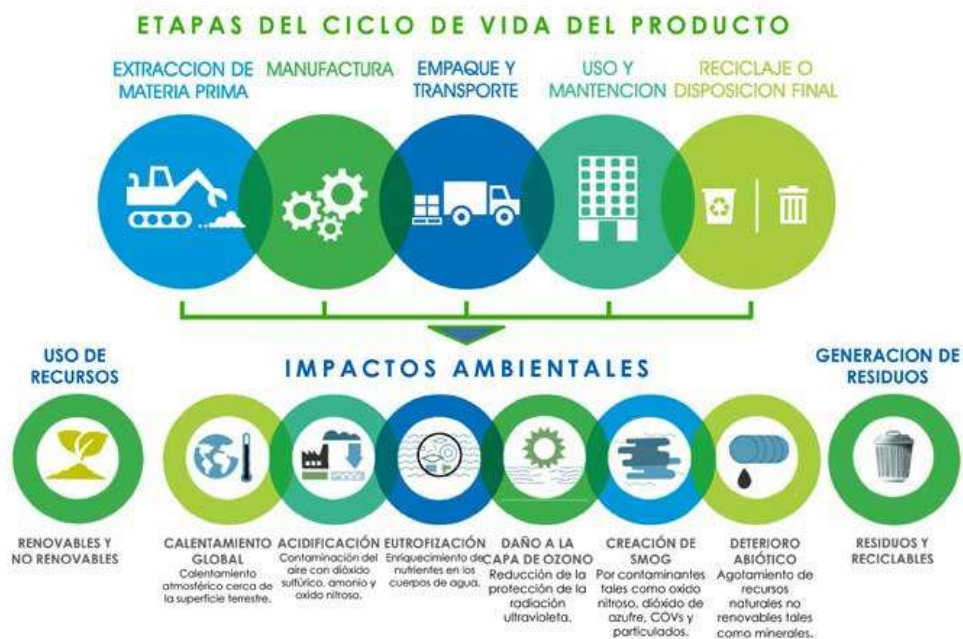 ETAPAS DEL CICLO DE VIDA DEL PRODUCTO
EXTRACCION DE
MATERIA PRIMA
MANUFACTURA
EMPAQUE Y
TRANSPORTE
USO Y
MANTENCION
RECICLAJE O
DISPOSICION FINAL
USO DE
RECURSOS
IMPACTOS AMBIENTALES
GENERACION DE
RESIDUOS
RENOVABLES Y
NO RENOVABLES
CALENTAMIENTO
GLOBAL
Calentamiento
atmosférico cerca de
la superficie terrestre.
ACIDIFICACIÓN
Contaminación del
aire con dióxido
sulfúrico, amonio y
oxido nitroso.
EUTROFIZACIÓN
Enriquecimiento de
nutrientes en los
cuerpos de agua.
DAÑO A LA
CAPA DE OZONO
Reducción de la
protección de la
radiación
ultravioleta.
CREACIÓN DE
SMOG
Por contaminantes
tales como oxido
nitroso, dióxido de
azufre, COVs y
particulados.
DETERIORO
ABIÓTICO
Agotamiento de
recursos
naturales no
renovables tales
como minerales.
RESIDUOS Y
RECICLABLES